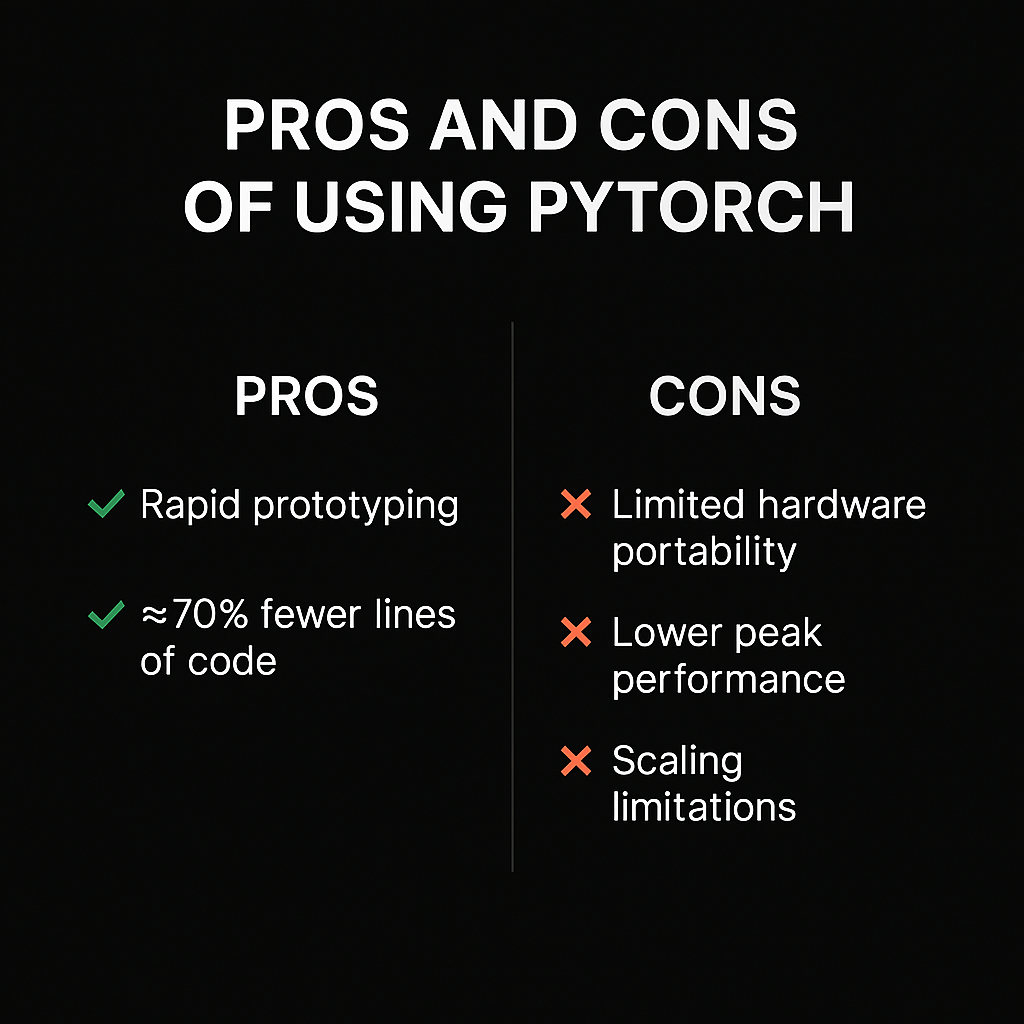 PROS AND CONS
OF USING PYTORCH
PROS
Rapid prototyping
≈70% fewer lines
of code
CONS
Limited hardware
portability
Lower peak
performance
Scaling
limitations